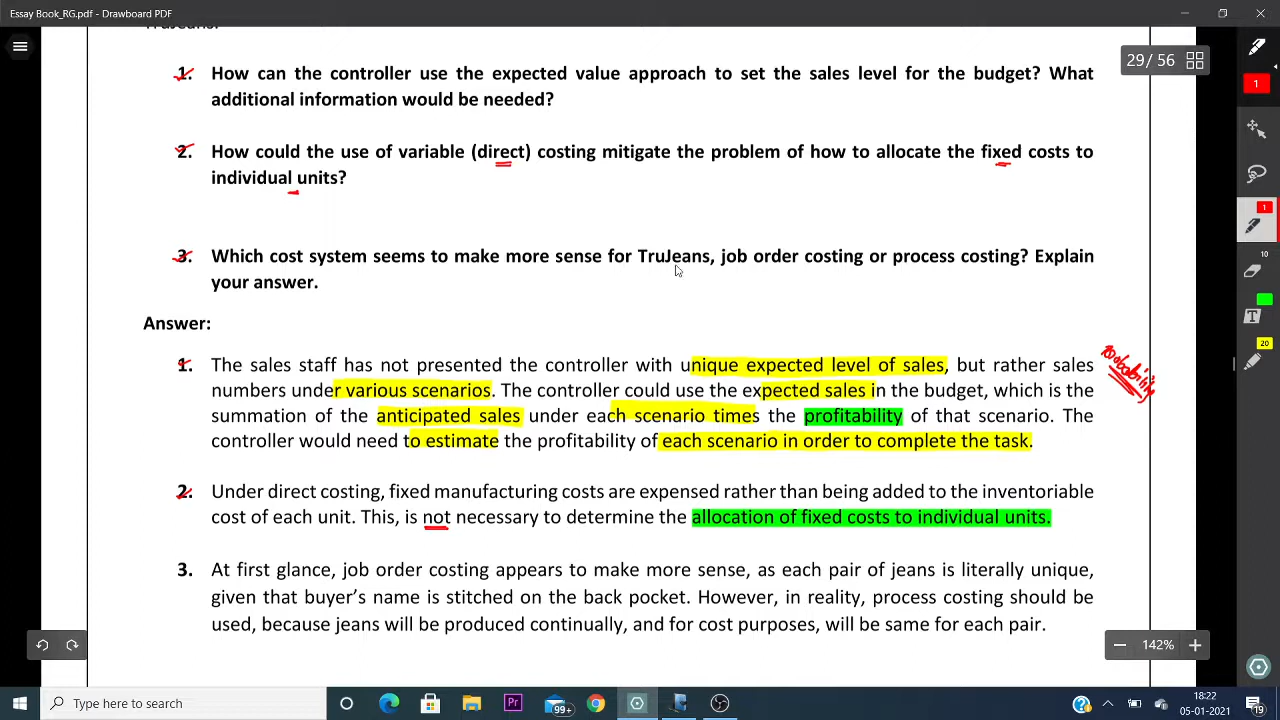 Essay Book_RG.pdf - Drawboard PDF
TruJeans.
29/ 56
1. How can the controller use the expected value approach to set the sales level for the budget? What
additional information would be needed?
2. How could the use of variable (direct) costing mitigate the problem of how to allocate the fixed costs to
individual units?
3. Which cost system seems to make more sense for TruJeans, job order costing or process costing? Explain
your answer.
Answer:
1. The sales staff has not presented the controller with unique expected level of sales, but rather sales
numbers under various scenarios. The controller could use the expected sales in the budget, which is the
summation of the anticipated sales under each scenario times the profitability of that scenario. The
controller would need to estimate the profitability of each scenario in order to complete the task.
probability
2. Under direct costing, fixed manufacturing costs are expensed rather than being added to the inventoriable
cost of each unit. This, is not necessary to determine the allocation of fixed costs to individual units.
3. At first glance, job order costing appears to make more sense, as each pair of jeans is literally unique,
given that buyer's name is stitched on the back pocket. However, in reality, process costing should be
used, because jeans will be produced continually, and for cost purposes, will be same for each pair.
1
1
10
T
20
142%
Type here to search
Pr
99+
18:22
05-01-2021
19